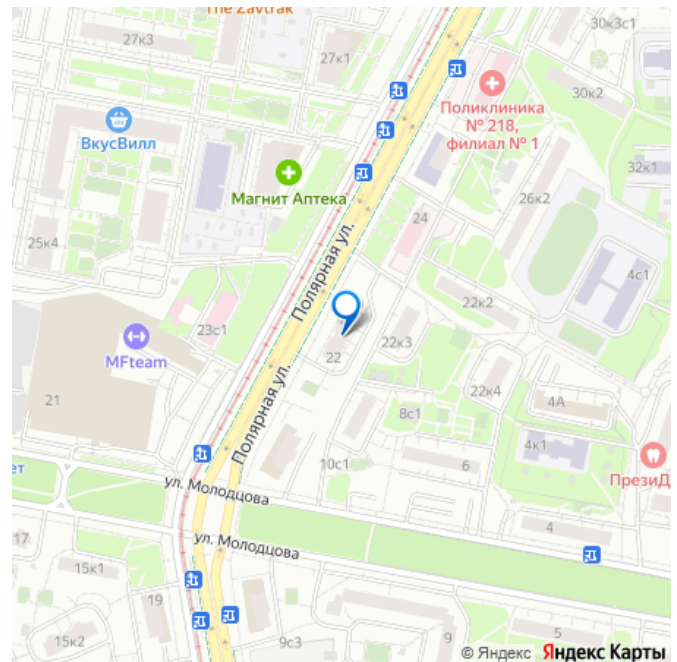 The Zavtrak
30к3с1
27к3
27к1
30к2
Поликлиника
№ 218,
филиал № 1
ВкусВилл
32к1
Магнит Аптека
26к2
24
25к4
4с1
Полярная ул.
22к2
23с1
MFteam
22
22к3
22к4
21
4А
8с1
Полярная ул.
4к1
10с1
6
ПрезиД
ет
ул. Молодцова
4
17
ул. Молодцова
15к1
19
15к2
9с3
9
5
© Яндекс Яндекс Карты